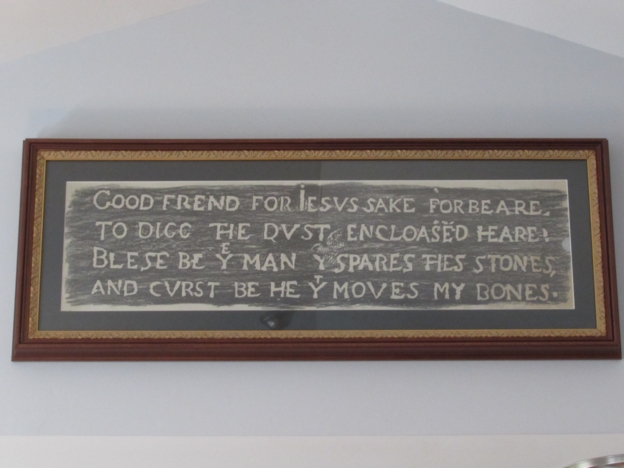 GOOD FREND FOR IESVS SAKE FORBEARE,
TO DIGG THE DVST ENCLOASED HEARE:
BLESE BE Yᴱ MAN Yᵀ SPARES THES STONES,
AND CVRST BE HE Yᵀ MOVES MY BONES.